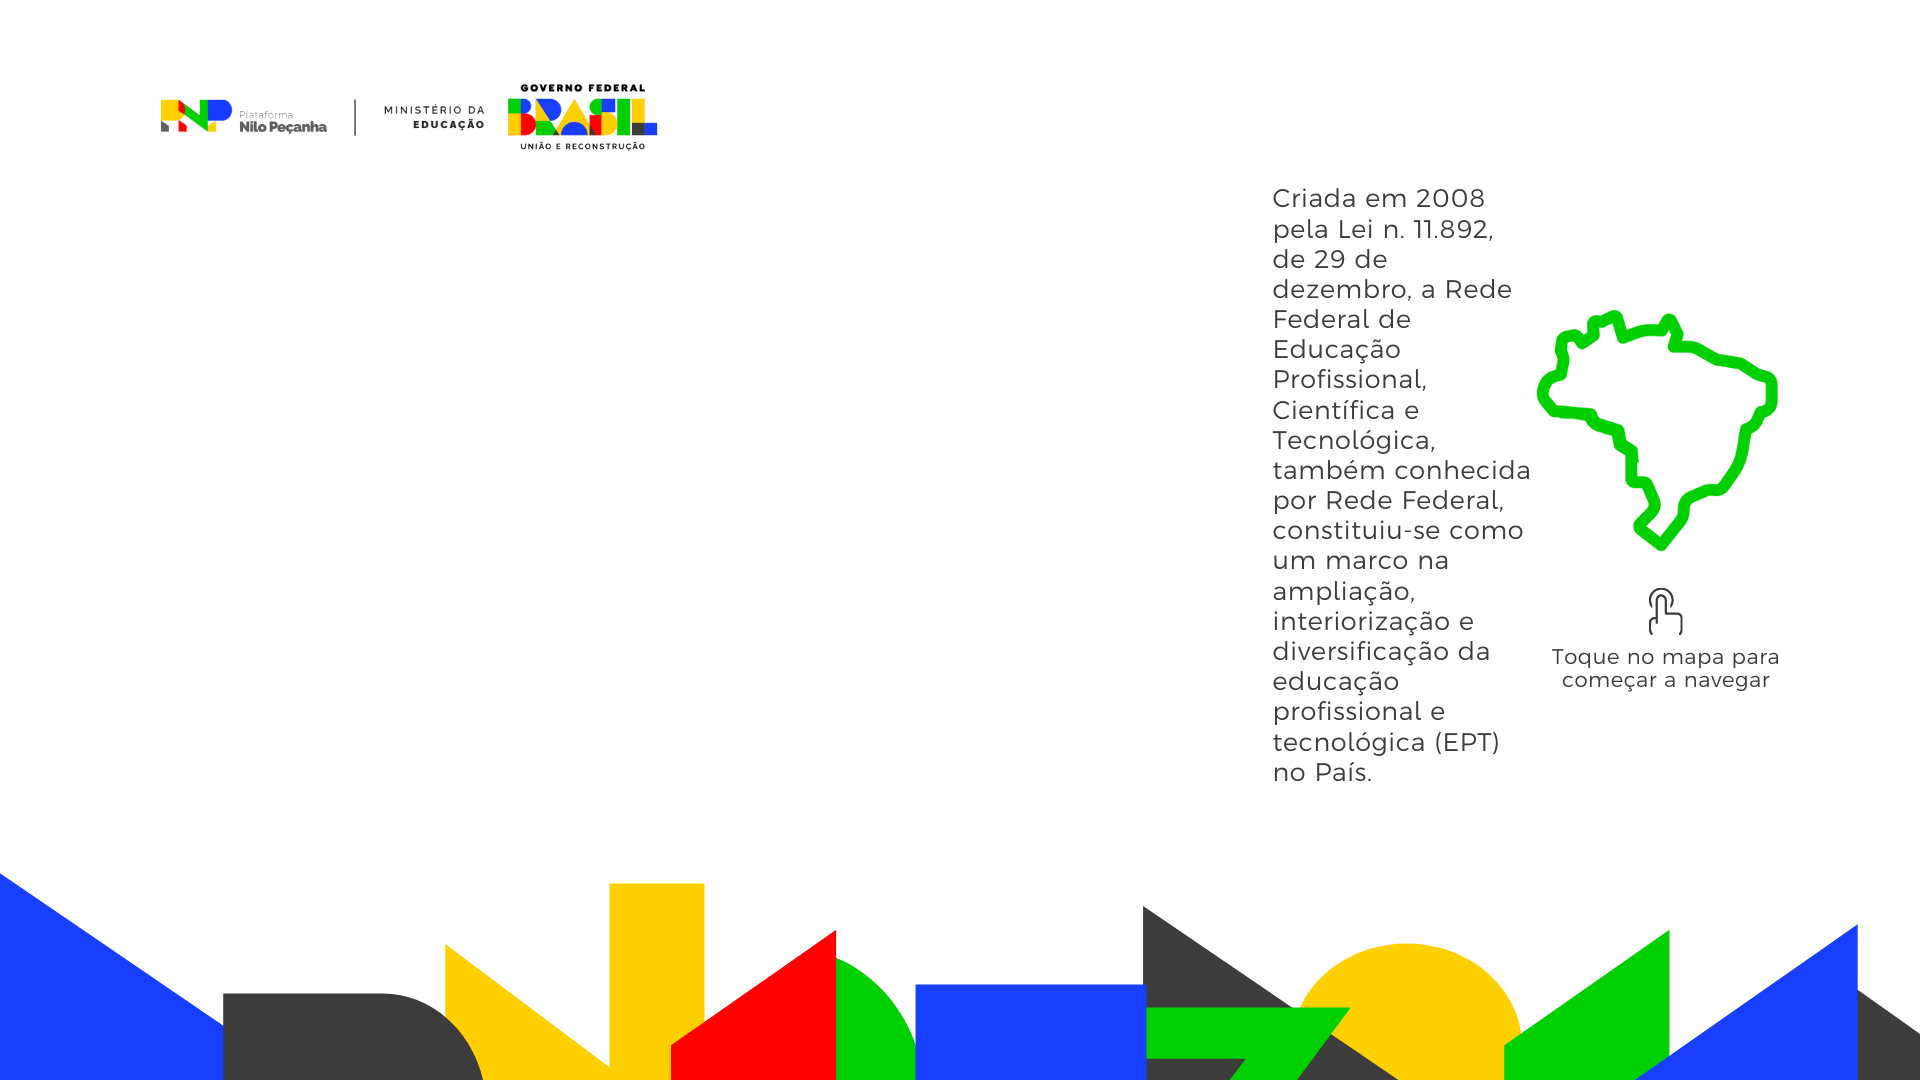 PNP
Plataforma
Nilo Peçanha
MINISTÉRIO DA
EDUCAÇÃO
GOVERNO FEDERAL
BRASIL
UNIÃO E RECONSTRUÇÃO
Criada em 2008
pela Lei n. 11.892,
de 29 de
dezembro, a Rede
Federal de
Educação
Profissional,
Científica e
Tecnológica,
também conhecida
por Rede Federal,
constituiu-se como
um marco na
ampliação,
interiorização e
diversificação da
educação
profissional e
tecnológica (EPT)
no País.
Toque no mapa para
começar a navegar